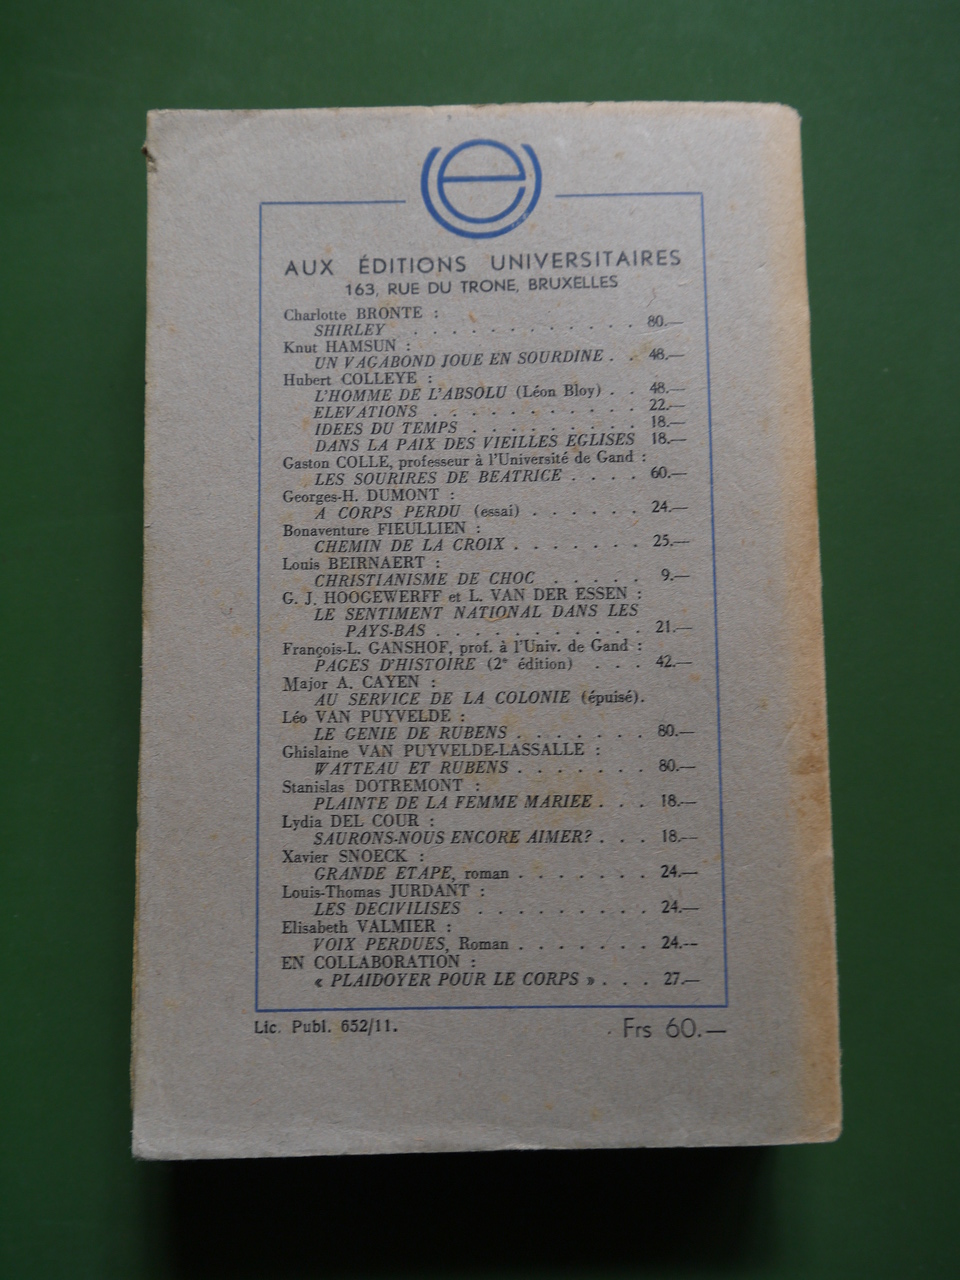 AUX ÉDITIONS UNIVERSITAIRES
163, RUE DU TRONE, BRUXELLES
Charlotte BRONTE :
SHIRLEY . . . . . . . . . . . . 80.—
Knut HAMSUN :
UN VAGABOND JOUE EN SOURDINE . . 48.—
Hubert COLLEYE :
L'HOMME DE L'ABSOLU (Léon Bloy) . . 48.—
ELEVATIONS . . . . . . . . . . . 22.—
IDEES DU TEMPS . . . . . . . . . 18.—
DANS LA PAIX DES VIEILLES EGLISES 18.—
Gaston COLLE, professeur à l'Université de Gand :
LES SOURIRES DE BEATRICE . . . . 60.—
Georges-H. DUMONT :
A CORPS PERDU (essai) . . . . . . 24.—
Bonaventure FIEULLIEN :
CHEMIN DE LA CROIX . . . . . . . 25.—
Louis BEIRNAERT :
CHRISTIANISME DE CHOC . . . . . 9.—
G. J. HOOGEWERFF et L. VAN DER ESSEN :
LE SENTIMENT NATIONAL DANS LES
PAYS-BAS . . . . . . . . . . . 21.—
François-L. GANSHOF, prof. à l'Univ. de Gand :
PAGES D'HISTOIRE (2e édition) . . . 42.—
Major A. CAYEN :
AU SERVICE DE LA COLONIE (épuisé).
Léo VAN PUYVELDE :
LE GENIE DE RUBENS . . . . . . . 80.—
Ghislaine VAN PUYVELDE-LASSALLE :
WATTEAU ET RUBENS . . . . . . . 80.—
Stanislas DOTREMONT :
PLAINTE DE LA FEMME MARIEE . . . 18.—
Lydia DEL COUR :
SAURONS-NOUS ENCORE AIMER? . . . 18.—
Xavier SNOECK :
GRANDE ETAPE, roman . . . . . . . 24.—
Louis-Thomas JURDANT :
LES DECIVILISES . . . . . . . . . 24.—
Elisabeth VALMIER :
VOIX PERDUES, Roman . . . . . . . 24.—
EN COLLABORATION :
« PLAIDOYER POUR LE CORPS » . . . 27.—
Lic. Publ. 652/11.
Frs 60.—